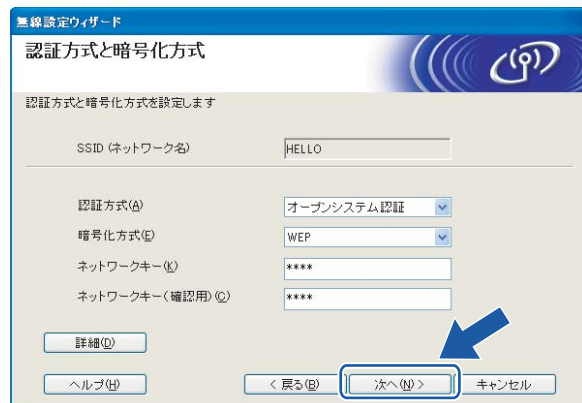 無線設定ウィザード
認証方式と暗号化方式
認証方式と暗号化方式を設定します
SSID (ネットワーク名) HELLO
認証方式(A) オープンシステム認証
暗号化方式(E) WEP
ネットワークキー(K) ****
ネットワークキー(確認用)(C) ****
詳細(D)
ヘルプ(H) < 戻る(B) 次へ(N) > キャンセル